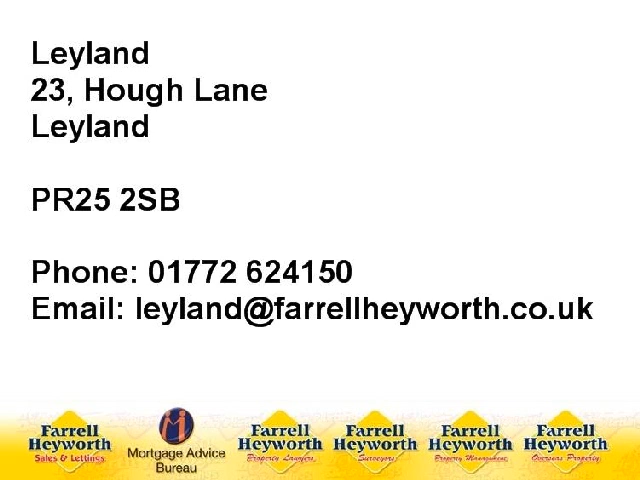 Leyland
23, Hough Lane
Leyland
PR25 2SB
Phone: 01772 624150
Email: leyland@farrellheyworth.co.uk
Farrell
Heyworth
Sales & Lettings
Mortgage Advice
Bureau
Farrell
Heyworth
Property Lawyers
Farrell
Heyworth
Surveyors
Farrell
Heyworth
Property Management
Farrell
Heyworth
Overseas Property